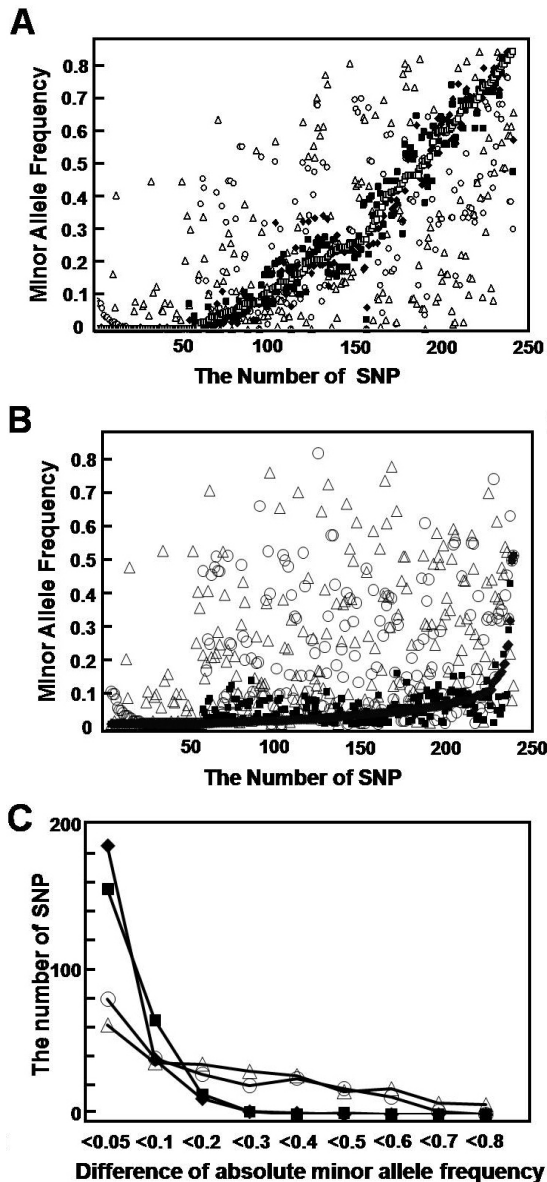 A
Minor Allele Frequency
0.8
0.7
0.6
0.5
0.4
0.3
0.2
0.1
0
50 100 150 200 250
The Number of SNP
B
Minor Allele Frequency
0.8
0.7
0.6
0.5
0.4
0.3
0.2
0.1
0
50 100 150 200 250
The Number of SNP
C
The number of SNP
200
100
0
<0.05 <0.1 <0.2 <0.3 <0.4 <0.5 <0.6 <0.7 <0.8
Difference of absolute minor allele frequency